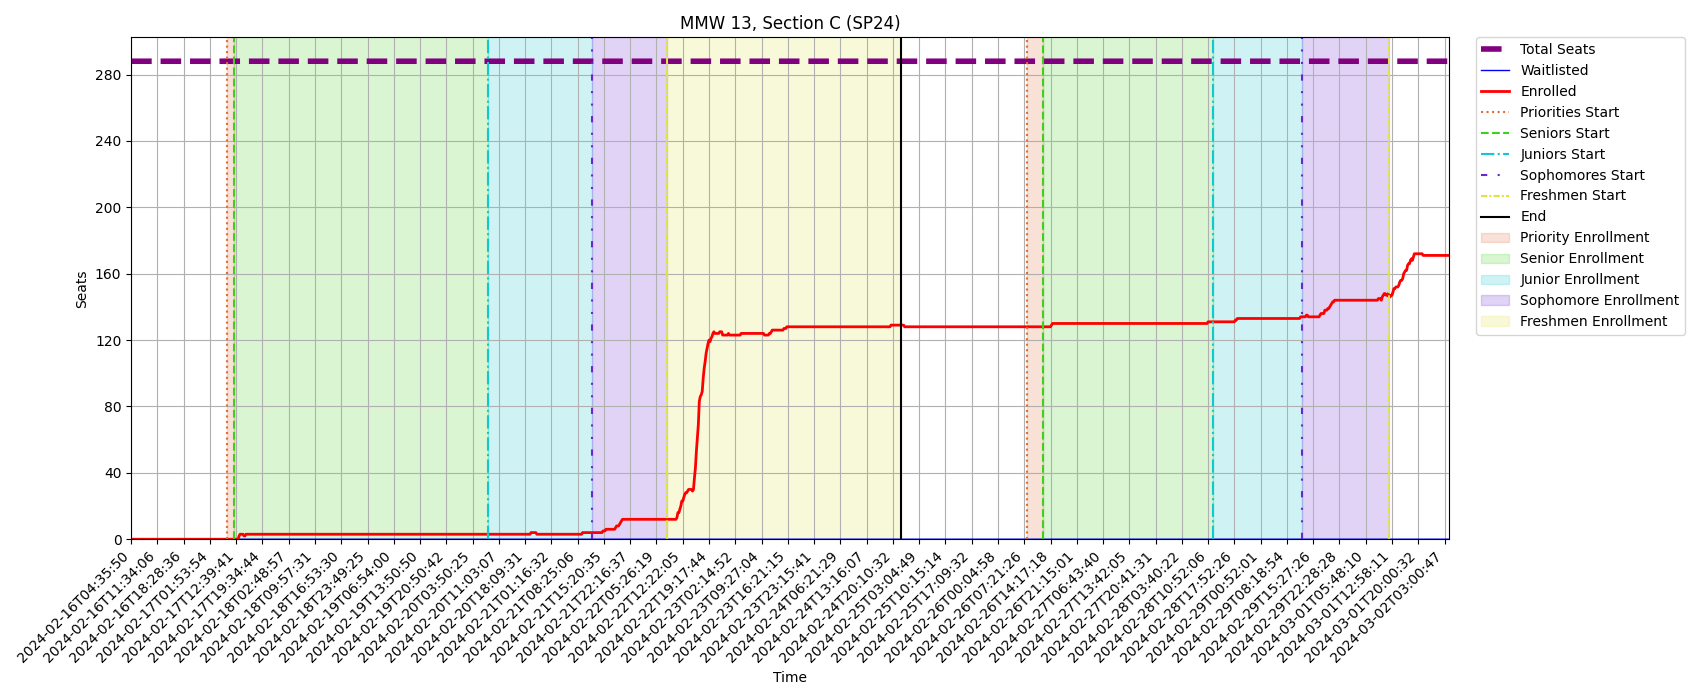 MMW 13, Section C (SP24)
Seats
280
240
200
160
120
80
40
0
2024-02-16T04:35:50
2024-02-16T11:34:06
2024-02-16T18:28:36
2024-02-17T01:53:54
2024-02-17T12:39:41
2024-02-17T19:34:44
2024-02-18T02:48:57
2024-02-18T09:57:31
2024-02-18T16:53:30
2024-02-18T23:49:25
2024-02-19T06:54:00
2024-02-19T13:50:50
2024-02-19T20:50:42
2024-02-20T03:50:25
2024-02-20T11:03:07
2024-02-20T18:09:31
2024-02-21T01:16:32
2024-02-21T08:25:06
2024-02-21T15:20:35
2024-02-21T22:16:37
2024-02-22T05:26:19
2024-02-22T12:22:05
2024-02-22T19:17:44
2024-02-23T02:14:52
2024-02-23T09:27:04
2024-02-23T16:21:15
2024-02-23T23:15:41
2024-02-24T06:21:29
2024-02-24T13:16:07
2024-02-24T20:10:32
2024-02-25T03:04:49
2024-02-25T10:15:14
2024-02-25T17:09:32
2024-02-26T00:04:58
2024-02-26T07:21:26
2024-02-26T14:17:18
2024-02-26T21:15:01
2024-02-27T06:43:40
2024-02-27T13:42:05
2024-02-27T20:41:31
2024-02-28T03:40:22
2024-02-28T10:52:06
2024-02-28T17:52:26
2024-02-29T00:52:01
2024-02-29T08:18:54
2024-02-29T15:27:26
2024-02-29T22:28:28
2024-03-01T05:48:10
2024-03-01T12:58:11
2024-03-01T20:00:32
2024-03-02T03:00:47
Time
Total Seats
Waitlisted
Enrolled
Priorities Start
Seniors Start
Juniors Start
Sophomores Start
Freshmen Start
End
Priority Enrollment
Senior Enrollment
Junior Enrollment
Sophomore Enrollment
Freshmen Enrollment